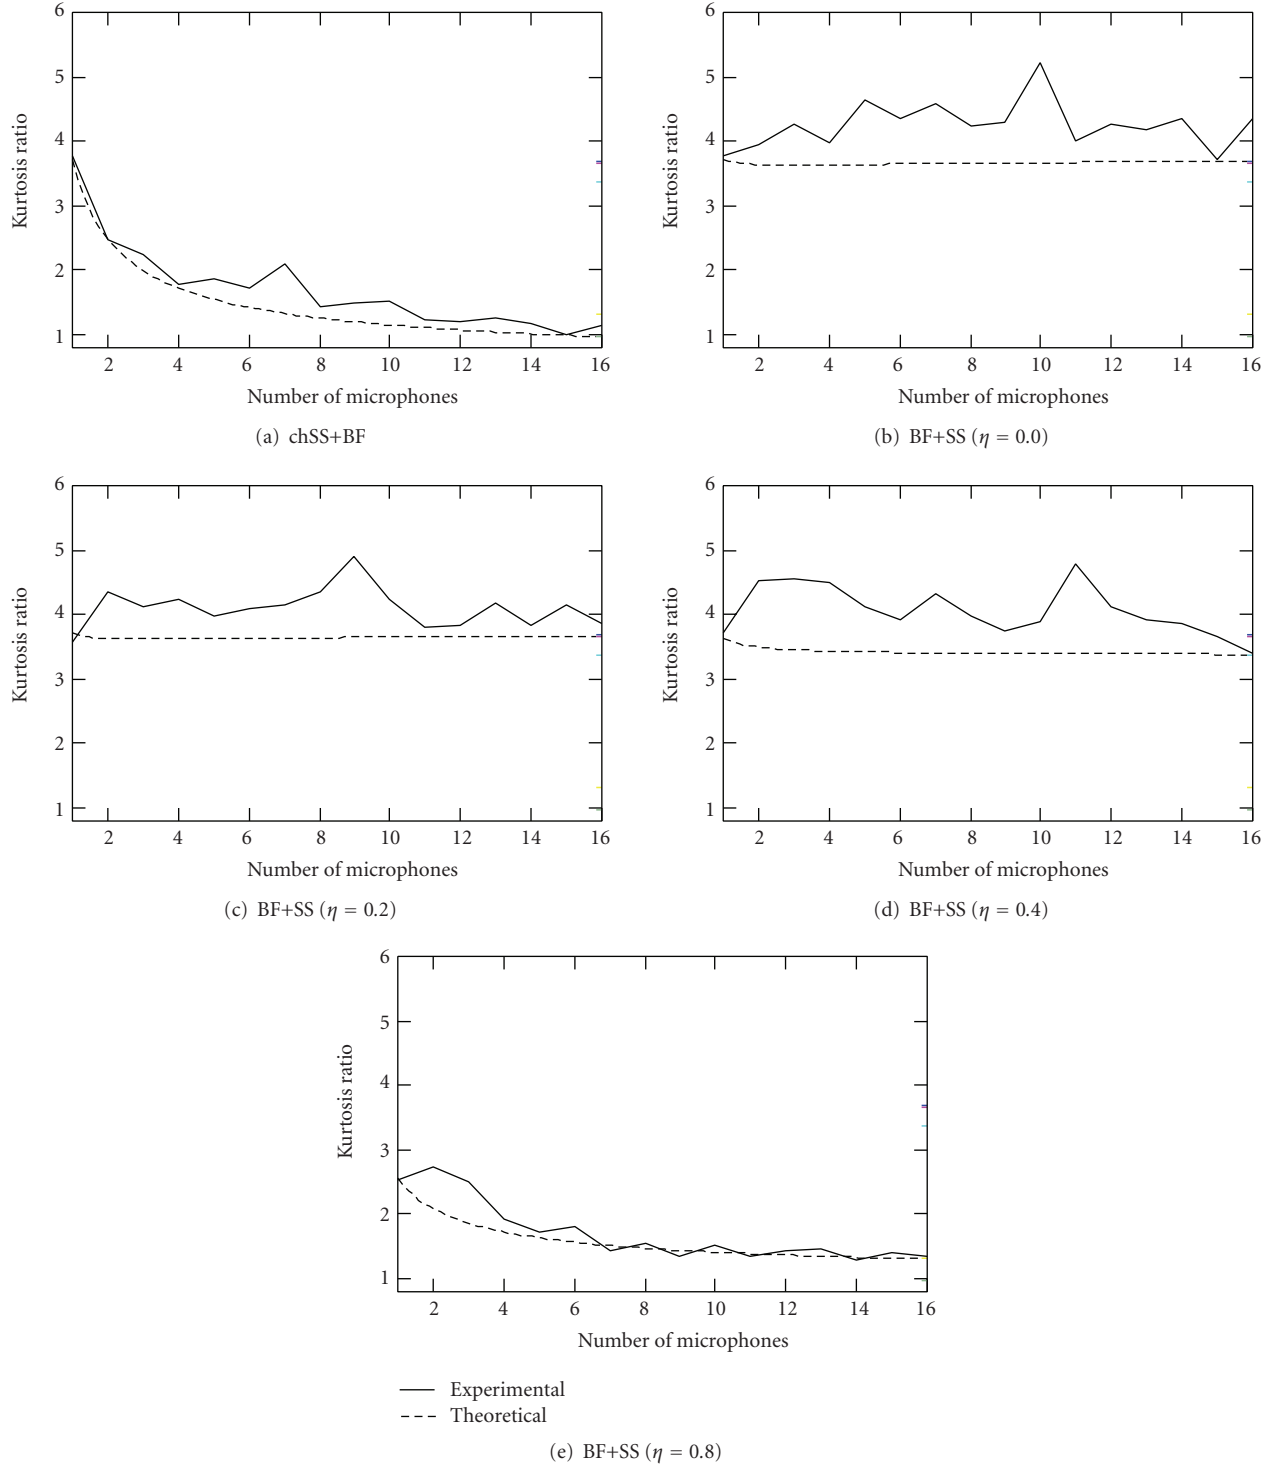 6
5
4
3
2
1
Kurtosis ratio
2 4 6 8 10 12 14 16
Number of microphones
(a) chSS+BF
6
5
4
3
2
1
Kurtosis ratio
2 4 6 8 10 12 14 16
Number of microphones
(b) BF+SS (η = 0.0)
6
5
4
3
2
1
Kurtosis ratio
2 4 6 8 10 12 14 16
Number of microphones
(c) BF+SS (η = 0.2)
6
5
4
3
2
1
Kurtosis ratio
2 4 6 8 10 12 14 16
Number of microphones
(d) BF+SS (η = 0.4)
6
5
4
3
2
1
Kurtosis ratio
2 4 6 8 10 12 14 16
Number of microphones
Experimental
Theoretical
(e) BF+SS (η = 0.8)